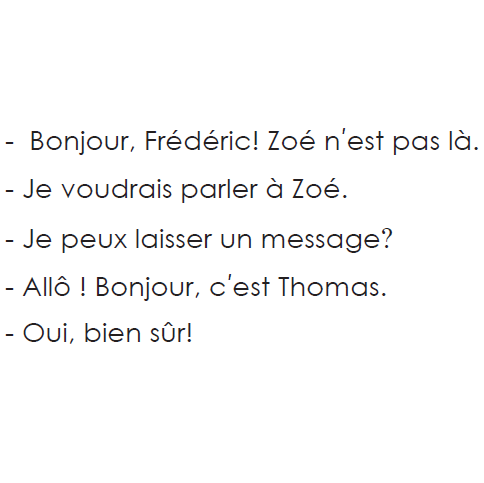 -  Bonjour, Frédéric! Zoé n'est pas là.
- Je voudrais parler à Zoé.
- Je peux laisser un message?
- Allô ! Bonjour, c'est Thomas.
- Oui, bien sûr!